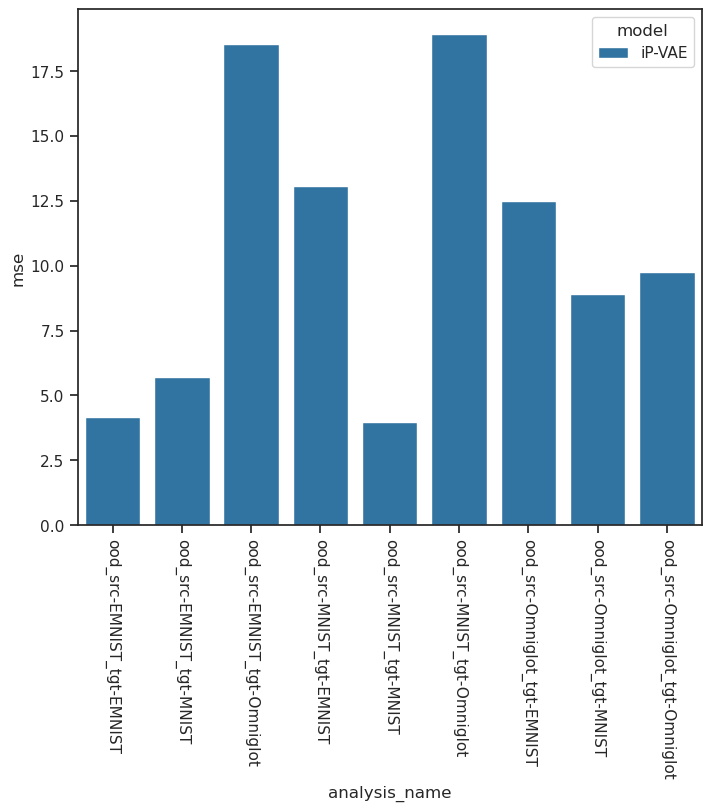 model
iP-VAE
17.5
15.0
12.5
10.0
7.5
5.0
2.5
0.0
mse
ood_src-EMNIST_tgt-EMNIST
ood_src-EMNIST_tgt-MNIST
ood_src-EMNIST_tgt-Omniglot
ood_src-MNIST_tgt-EMNIST
ood_src-MNIST_tgt-MNIST
ood_src-MNIST_tgt-Omniglot
ood_src-Omniglot_tgt-EMNIST
ood_src-Omniglot_tgt-MNIST
ood_src-Omniglot_tgt-Omniglot
analysis_name